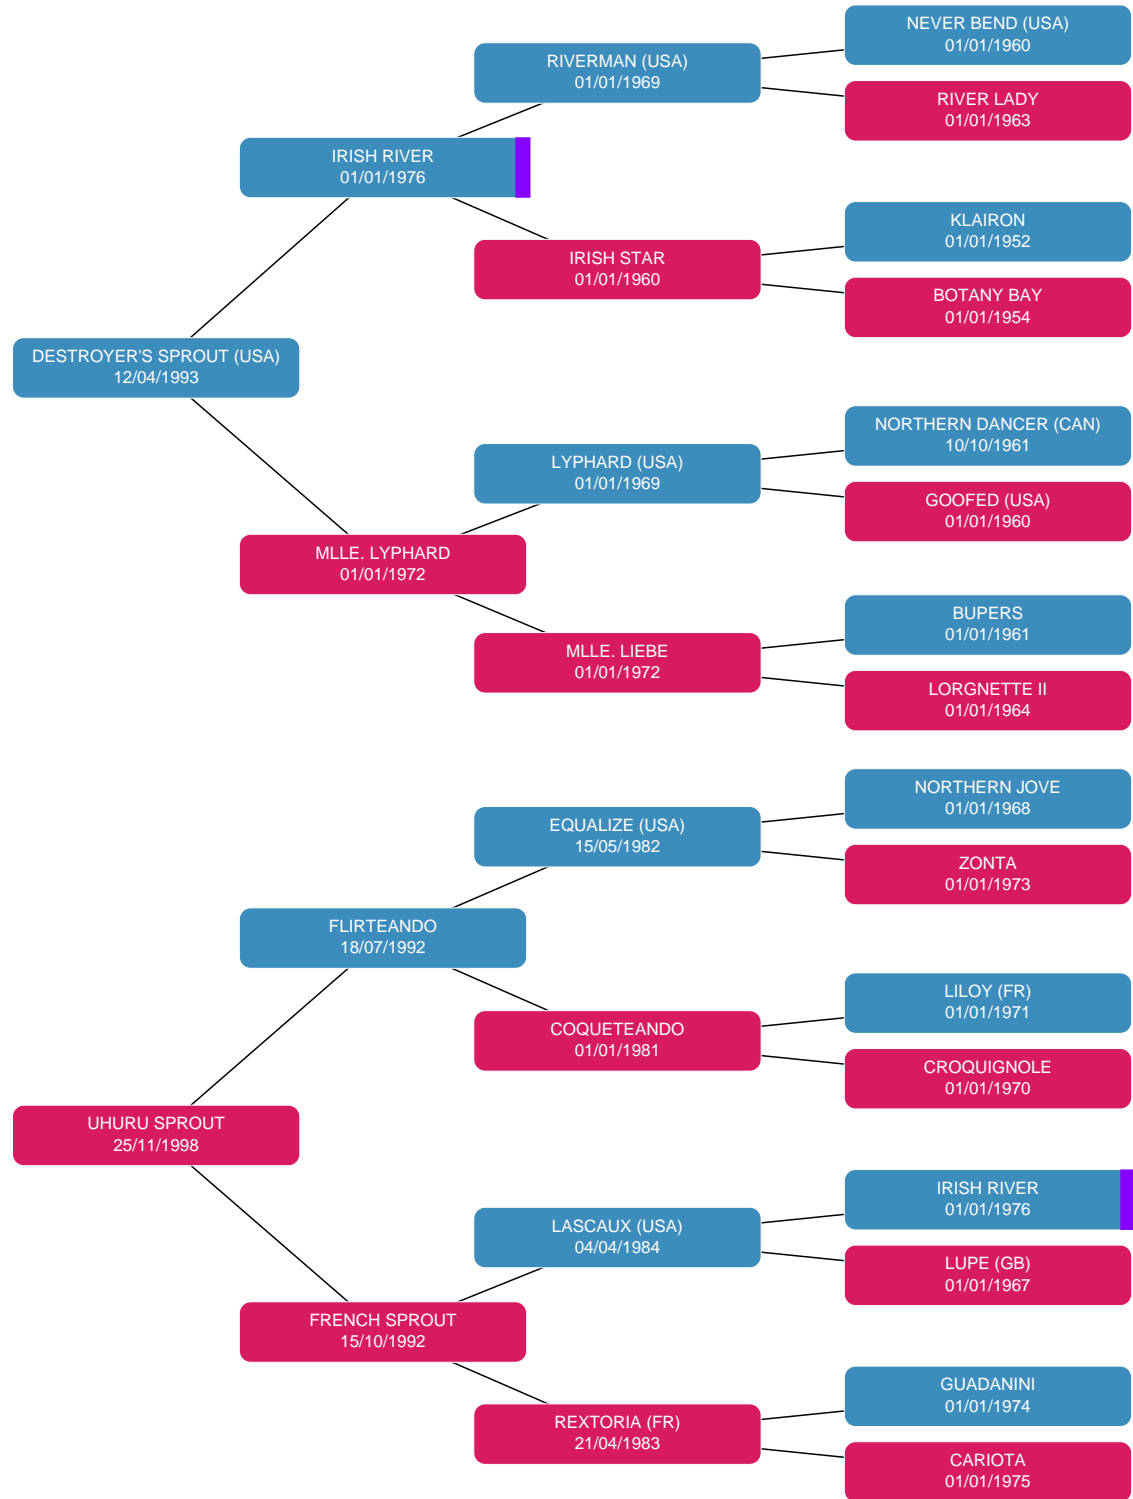 NEVER BEND (USA)
01/01/1960
RIVERMAN (USA)
01/01/1969
RIVER LADY
01/01/1963
IRISH RIVER
01/01/1976
KLAIRON
01/01/1952
IRISH STAR
01/01/1960
BOTANY BAY
01/01/1954
DESTROYER'S SPROUT (USA)
12/04/1993
NORTHERN DANCER (CAN)
10/10/1961
LYPHARD (USA)
01/01/1969
GOOFED (USA)
01/01/1960
MLLE. LYPHARD
01/01/1972
BUPERS
01/01/1961
MLLE. LIEBE
01/01/1972
LORGNETTE II
01/01/1964
NORTHERN JOVE
01/01/1968
EQUALIZE (USA)
15/05/1982
ZONTA
01/01/1973
FLIRTEANDO
18/07/1992
LILOY (FR)
01/01/1971
COQUETEANDO
01/01/1981
CROQUIGNOLE
01/01/1970
UHURU SPROUT
25/11/1998
IRISH RIVER
01/01/1976
LASCAUX (USA)
04/04/1984
LUPE (GB)
01/01/1967
FRENCH SPROUT
15/10/1992
GUADANINI
01/01/1974
REXTORIA (FR)
21/04/1983
CARIOTA
01/01/1975